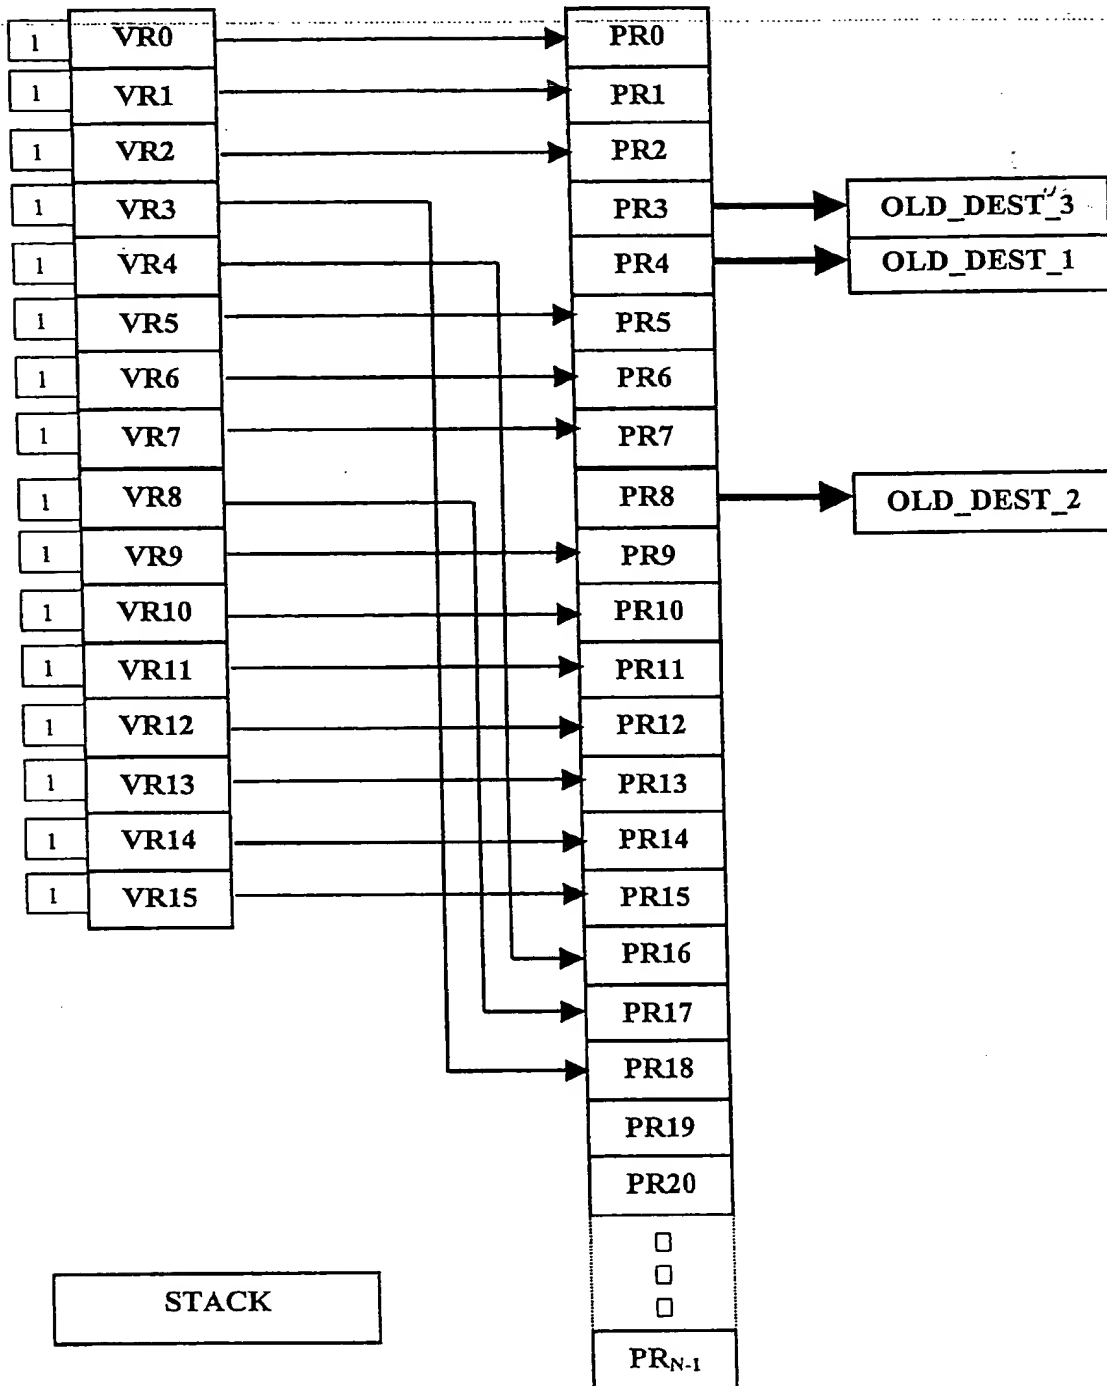 1 VR0 PR0
1 VR1 PR1
1 VR2 PR2
1 VR3 PR3 OLD_DEST_3
1 VR4 PR4 OLD_DEST_1
1 VR5 PR5
1 VR6 PR6
1 VR7 PR7
1 VR8 PR8 OLD_DEST_2
1 VR9 PR9
1 VR10 PR10
1 VR11 PR11
1 VR12 PR12
1 VR13 PR13
1 VR14 PR14
1 VR15 PR15
PR16
PR17
PR18
PR19
PR20
STACK
PRN-1